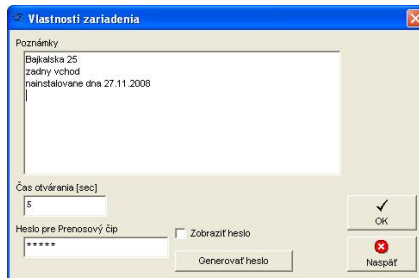 Vlastnosti zariadenia
Poznámky
Bajkalska 25
zadny vchod
nainstalovane dna 27.11.2008
Čas otvárania [sec]
5
Heslo pre Prenosový čip
*****
Zobraziť heslo
Generovať heslo
OK
Naspäť